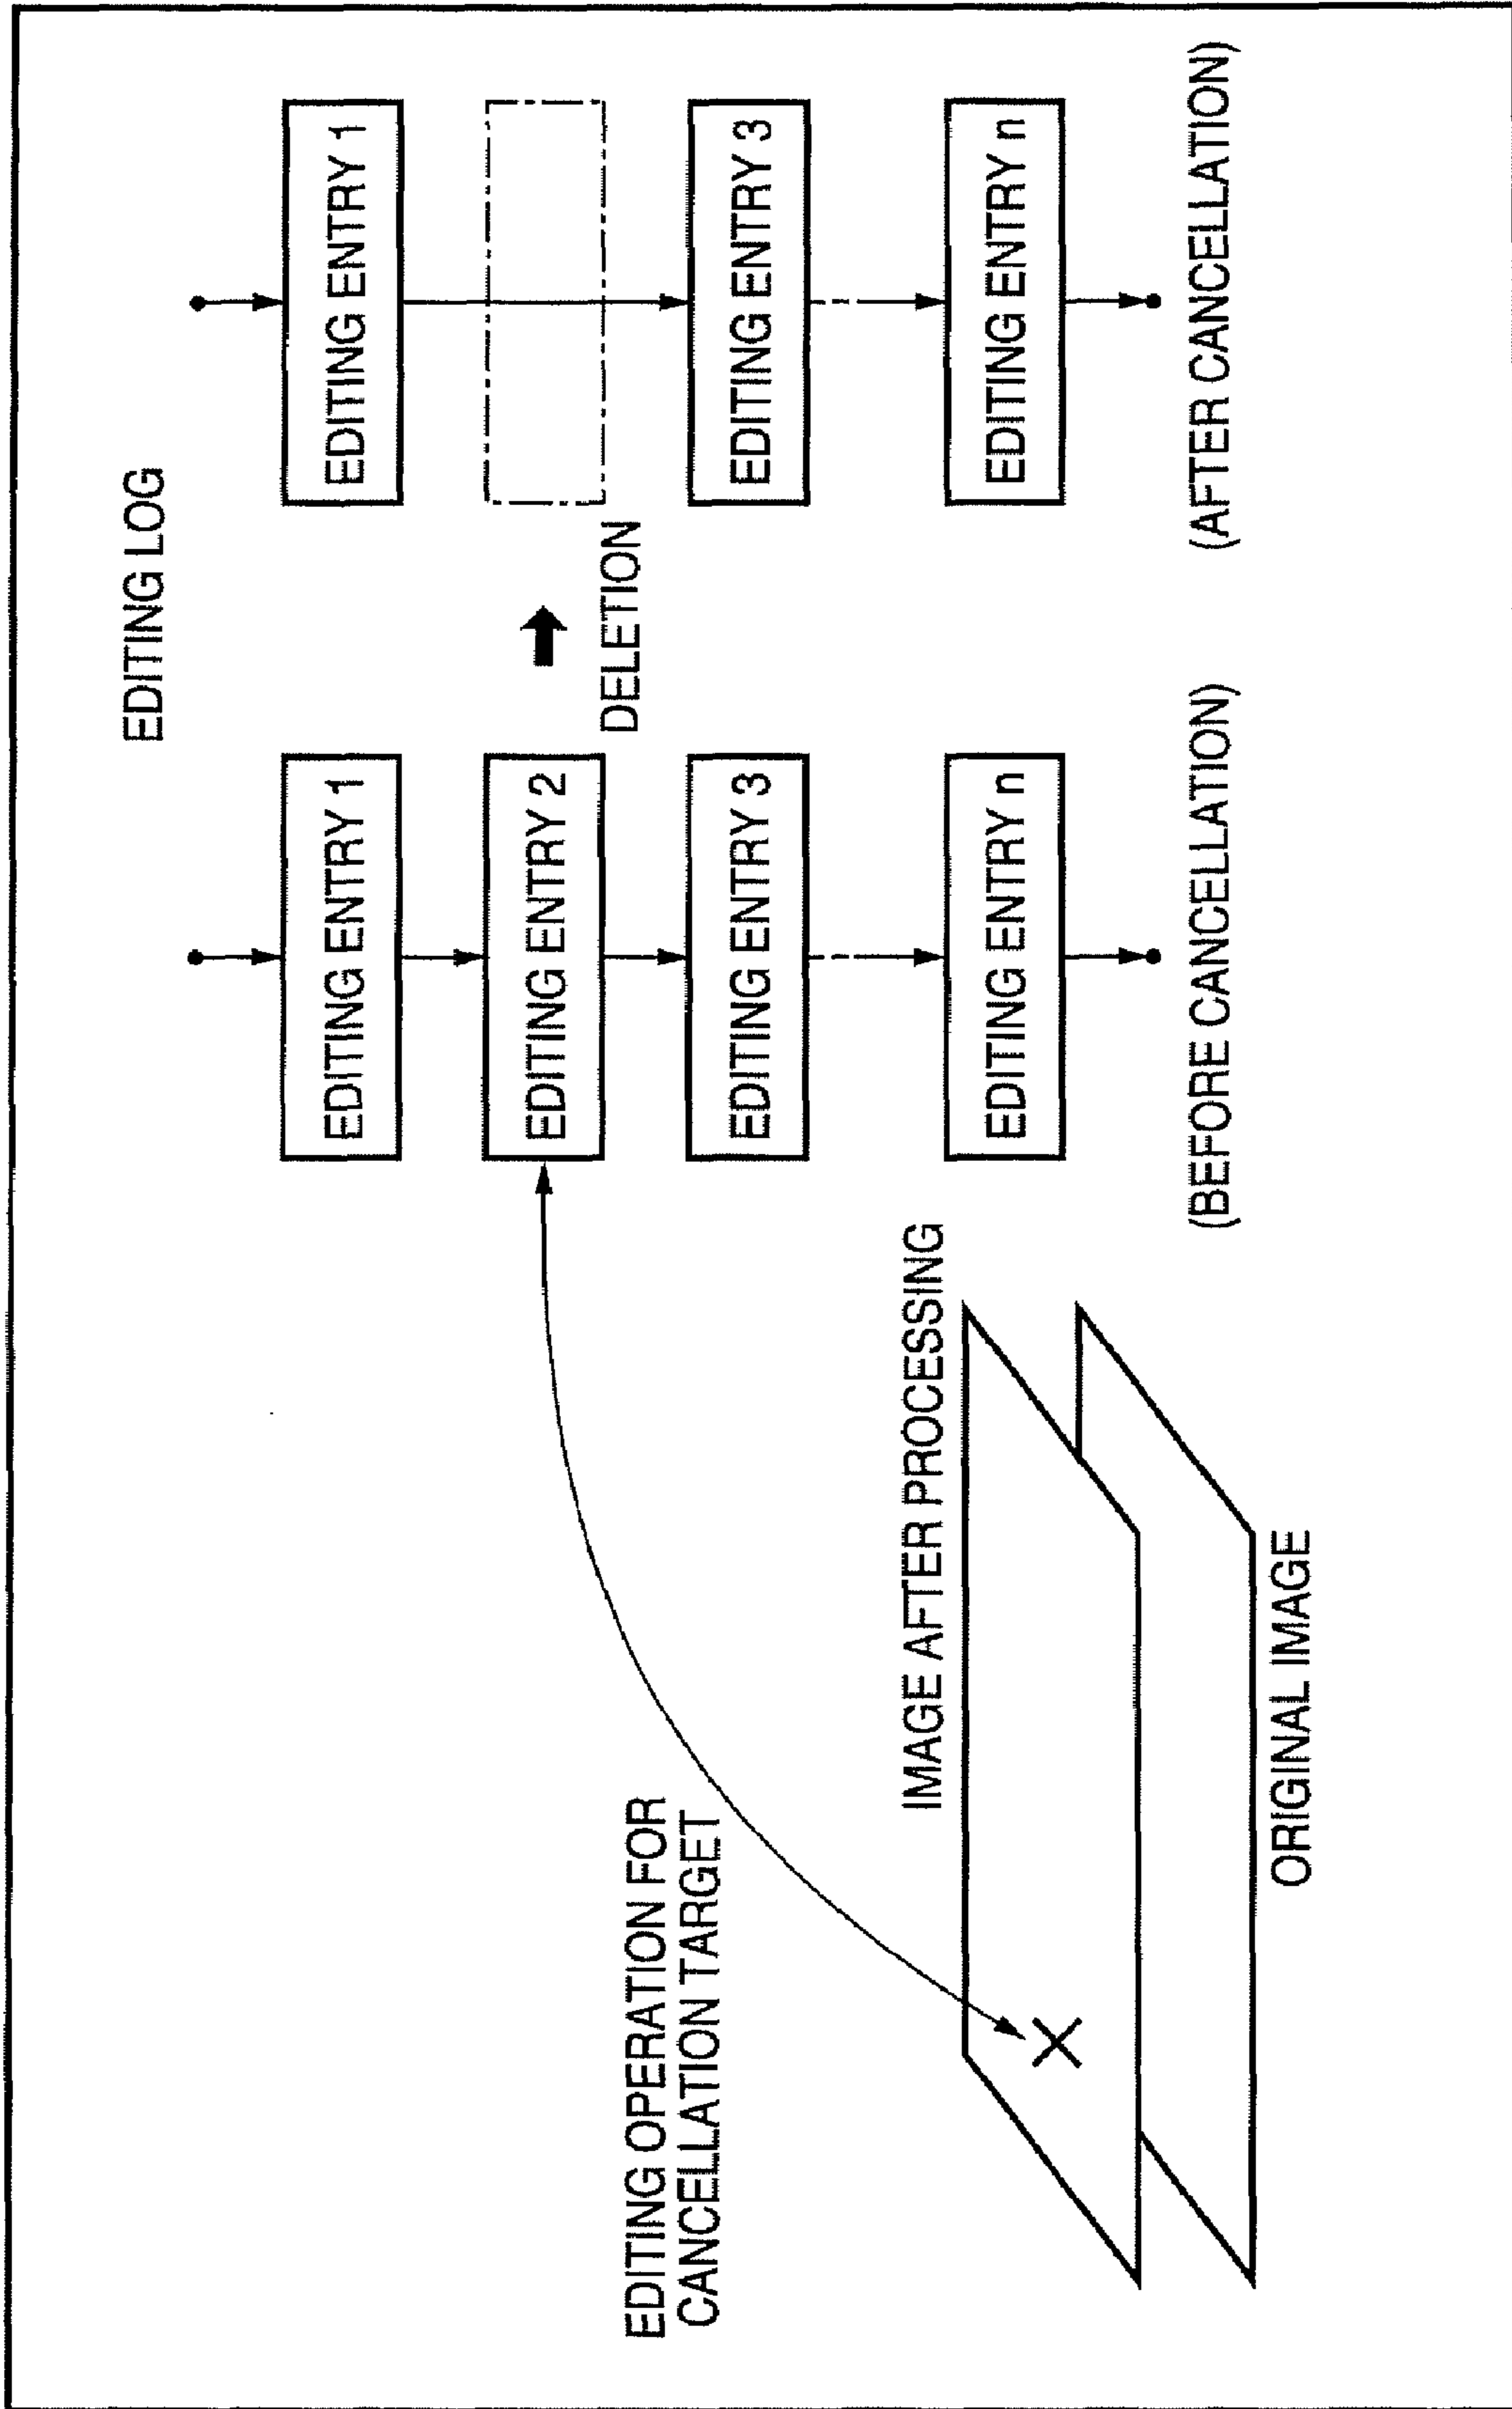 EDITING LOG
EDITING ENTRY 1
EDITING ENTRY 2
EDITING ENTRY 3
EDITING ENTRY n
(BEFORE CANCELLATION)
DELETION
EDITING ENTRY 1
EDITING ENTRY 3
EDITING ENTRY n
(AFTER CANCELLATION)
EDITING OPERATION FOR
CANCELLATION TARGET
IMAGE AFTER PROCESSING
ORIGINAL IMAGE